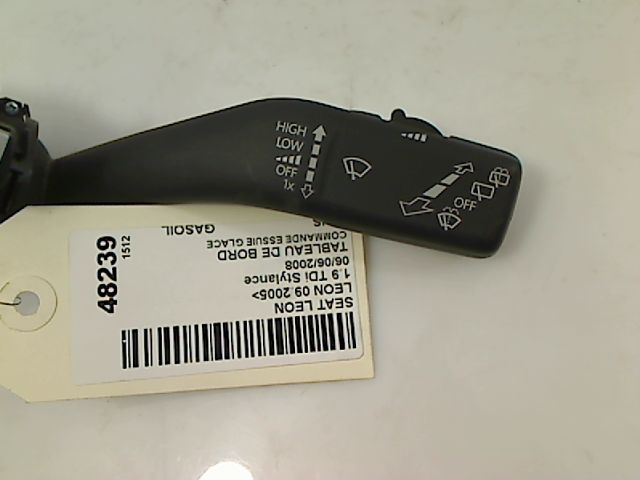 HIGH
LOW
OFF
1X
OFF
SEAT LEON
LEON 09.2005>
1.9 TDi Stylance
06/06/2008
TABLEAU DE BORD
COMMANDE ESSUIE GLACE
GASOIL
48239
1512